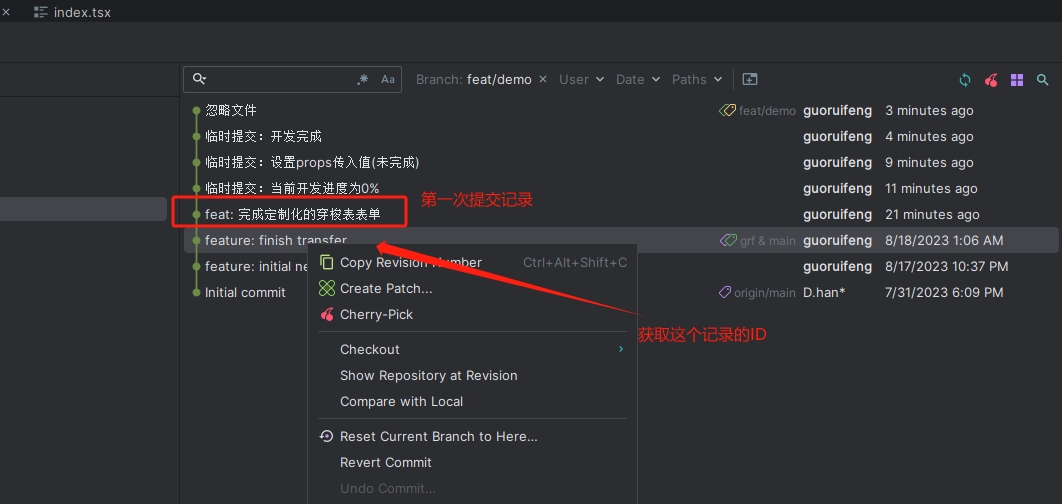 index.tsx
Aa Branch: feat/demo User Date Paths
忽略文件 feat/demo guoruifeng 3 minutes ago
临时提交：开发完成 guoruifeng 4 minutes ago
临时提交：设置props传入值(未完成) guoruifeng 9 minutes ago
临时提交：当前开发进度为0% guoruifeng 11 minutes ago
第一次提交记录
feat: 完成定制化的穿梭表表单 guoruifeng 21 minutes ago
feature: finish transfer grf & main guoruifeng 8/18/2023 1:06 AM
feature: initial ne guoruifeng 8/17/2023 10:37 PM
Initial commit origin/main D.han* 7/31/2023 6:09 PM
Copy Revision Number Ctrl+Alt+Shift+C
Create Patch...
Cherry-Pick
获取这个记录的ID
Checkout
Show Repository at Revision
Compare with Local
Reset Current Branch to Here...
Revert Commit
Undo Commit...